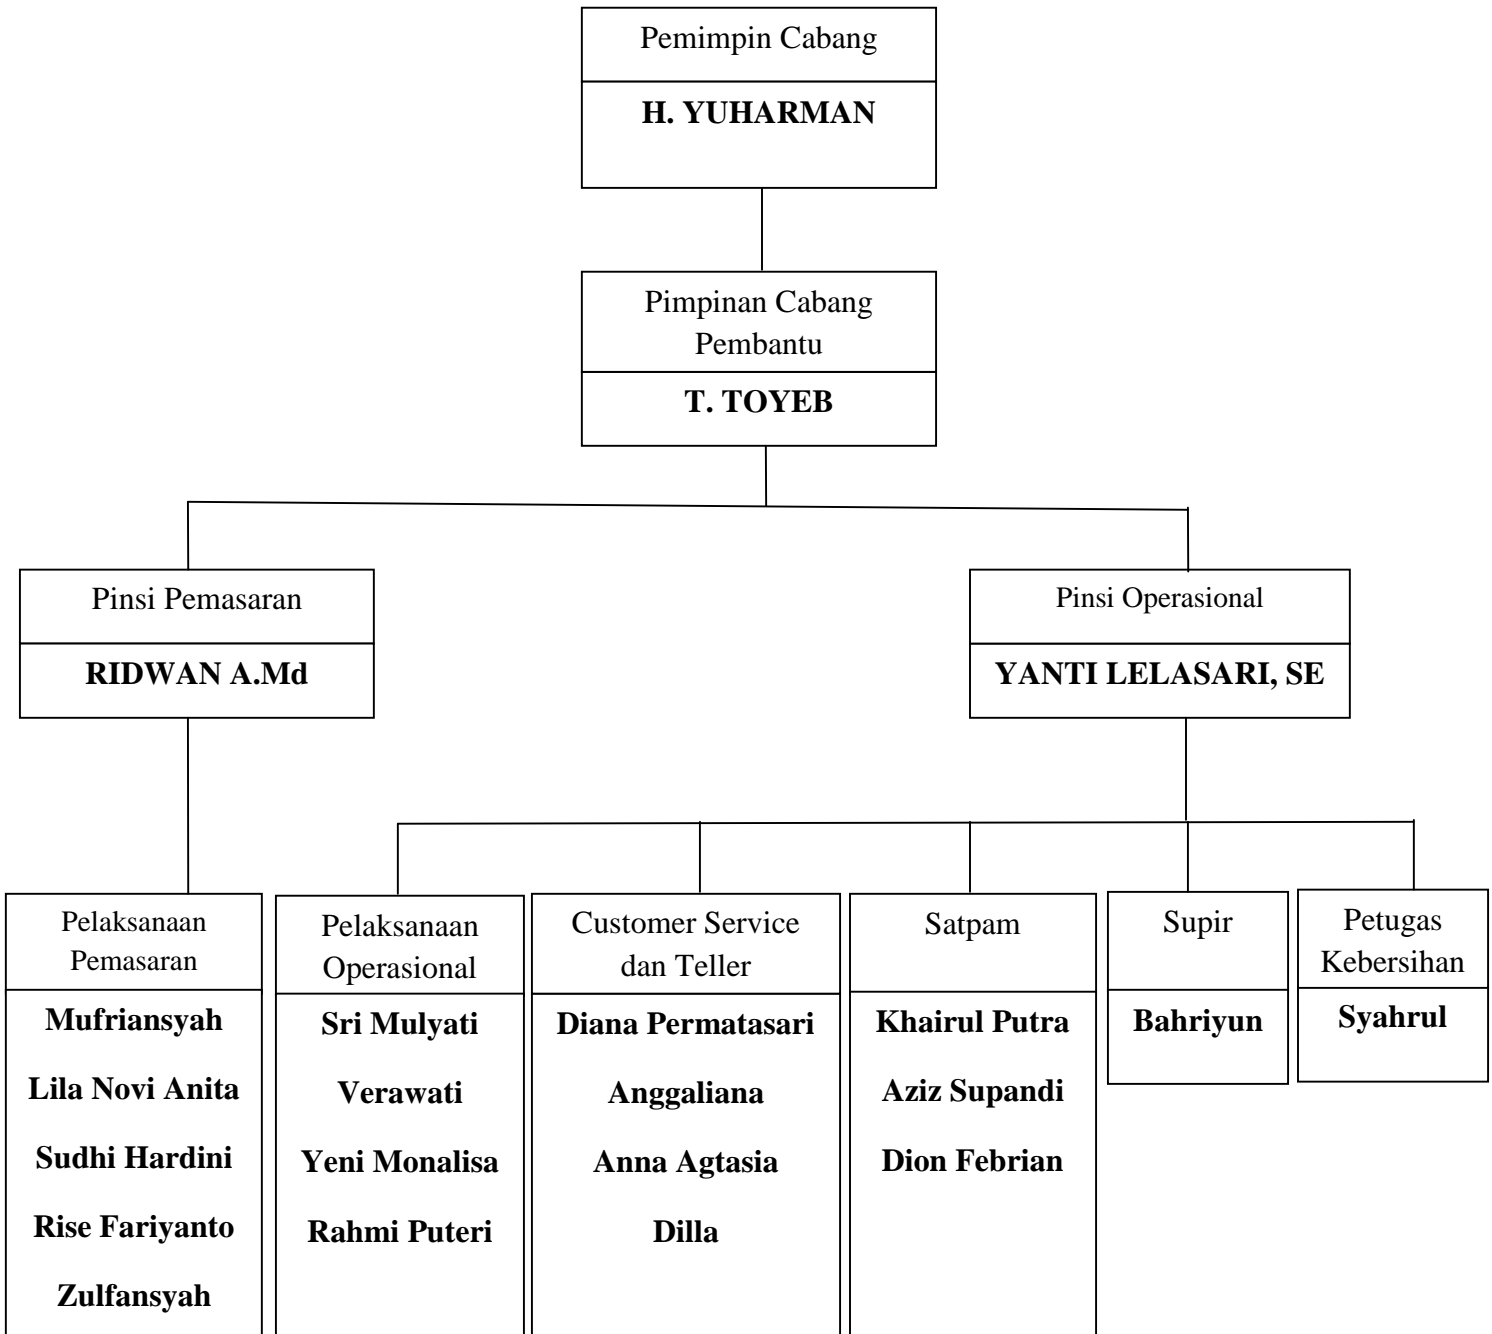 Pemimpin Cabang
H. YUHARMAN
Pimpinan Cabang
Pembantu
T. TOYEB
Pinsi Pemasaran
RIDWAN A.Md
Pinsi Operasional
YANTI LELASARI, SE
Pelaksanaan
Pemasaran
Mufriansyah
Lila Novi Anita
Sudhi Hardini
Rise Fariyanto
Zulfansyah
Pelaksanaan
Operasional
Sri Mulyati
Verawati
Yeni Monalisa
Rahmi Puteri
Customer Service
dan Teller
Diana Permatasari
Anggaliana
Anna Agtasia
Dilla
Satpam
Khairul Putra
Aziz Supandi
Dion Febrian
Supir
Bahriyun
Petugas
Kebersihan
Syahrul